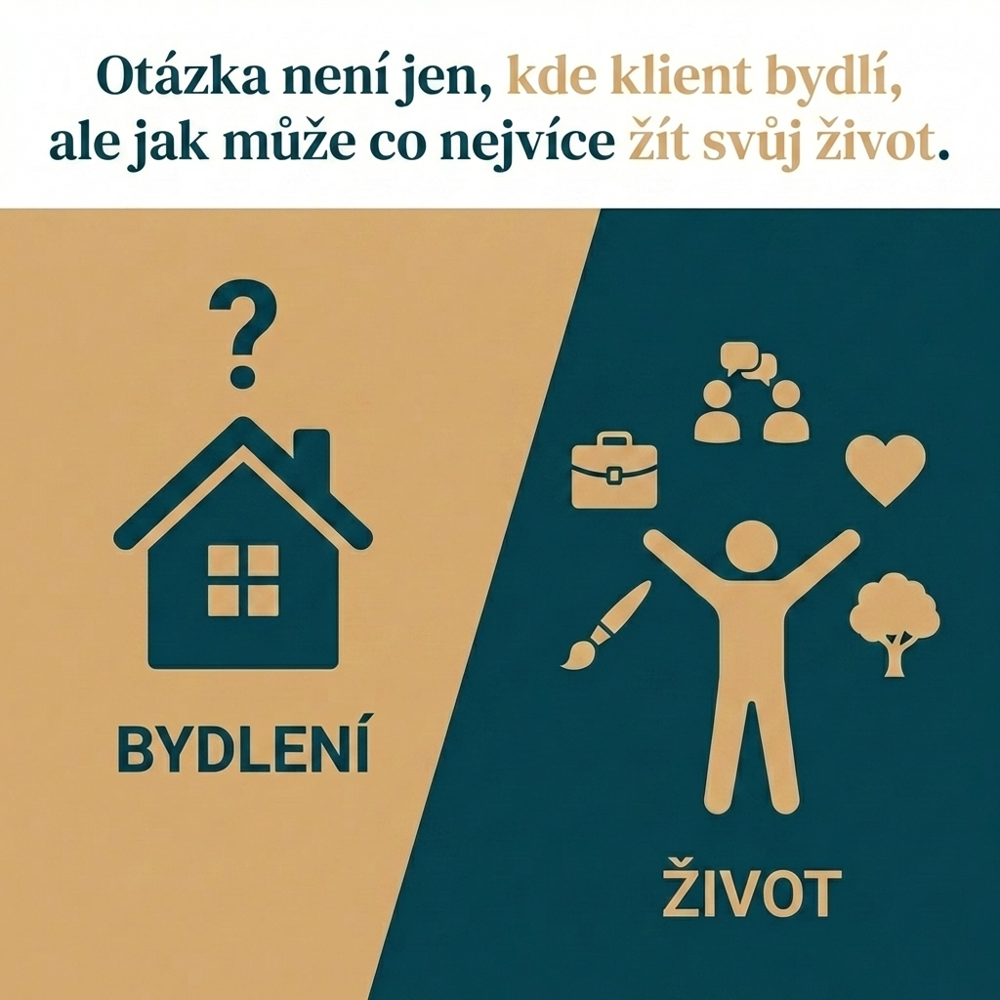 Otázka není jen, kde klient bydlí,
ale jak může co nejvíce žít svůj život.
?
BYDLENÍ
ŽIVOT